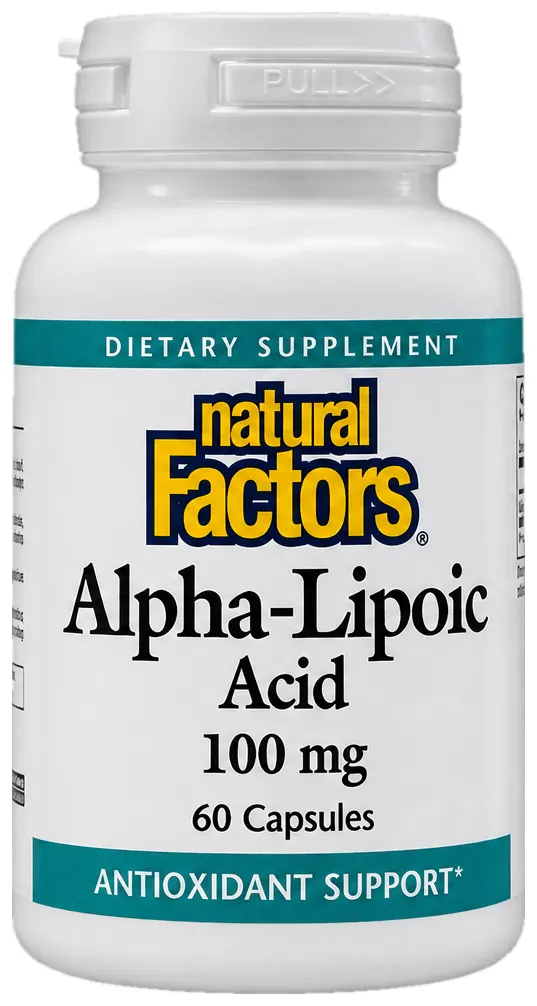 PULL>>
DIETARY SUPPLEMENT
natural
Factors®
Alpha-Lipoic
Acid
100 mg
60 Capsules
ANTIOXIDANT SUPPORT*